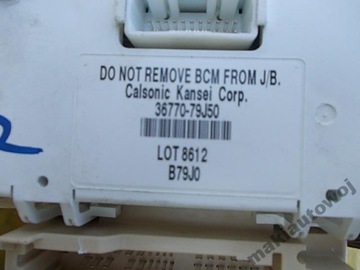 DO NOT REMOVE BCM FROM J/B.
Calsonic Kansei Corp.
36770-79J50
LOT 8612
B79J0